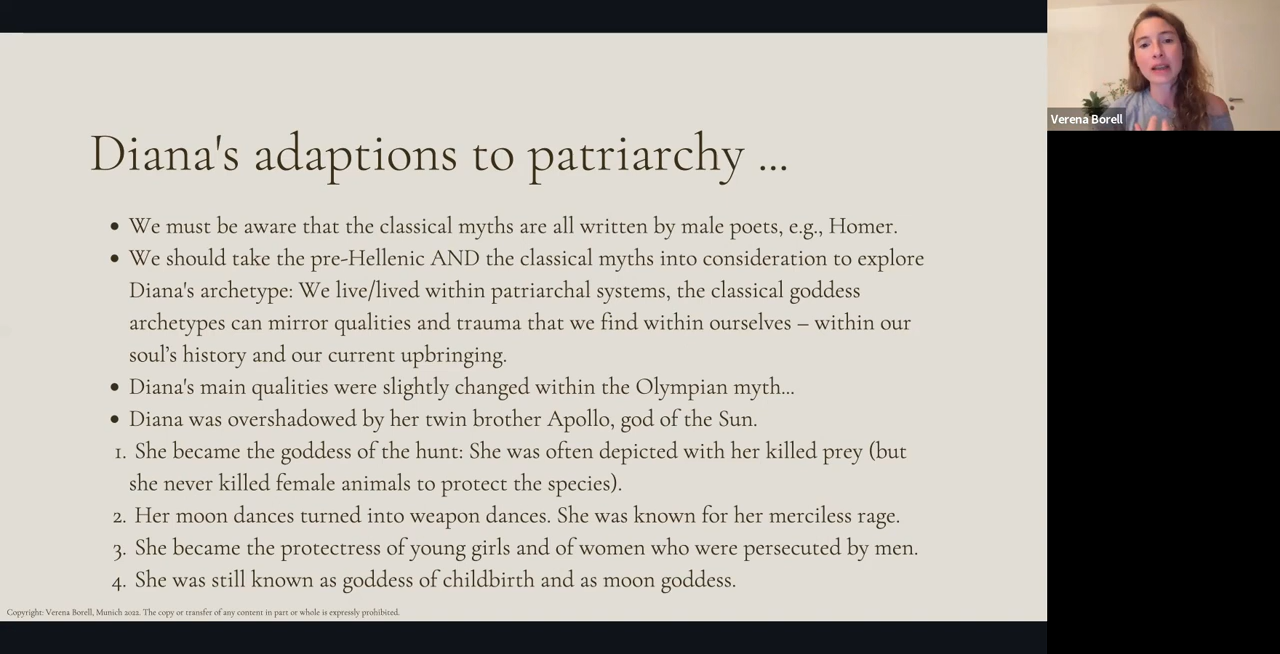 Diana's adaptions to patriarchy ...
• We must be aware that the classical myths are all written by male poets, e.g., Homer.
• We should take the pre-Hellenic AND the classical myths into consideration to explore
Diana's archetype: We live/lived within patriarchal systems, the classical goddess
archetypes can mirror qualities and trauma that we find within ourselves – within our
soul’s history and our current upbringing.
• Diana's main qualities were slightly changed within the Olympian myth...
• Diana was overshadowed by her twin brother Apollo, god of the Sun.
1. She became the goddess of the hunt: She was often depicted with her killed prey (but
she never killed female animals to protect the species).
2. Her moon dances turned into weapon dances. She was known for her merciless rage.
3. She became the protectress of young girls and of women who were persecuted by men.
4. She was still known as goddess of childbirth and as moon goddess.
Copyright: Verena Borell, Munich 2022. The copy or transfer of any content in part or whole is expressly prohibited.
Verena Borell